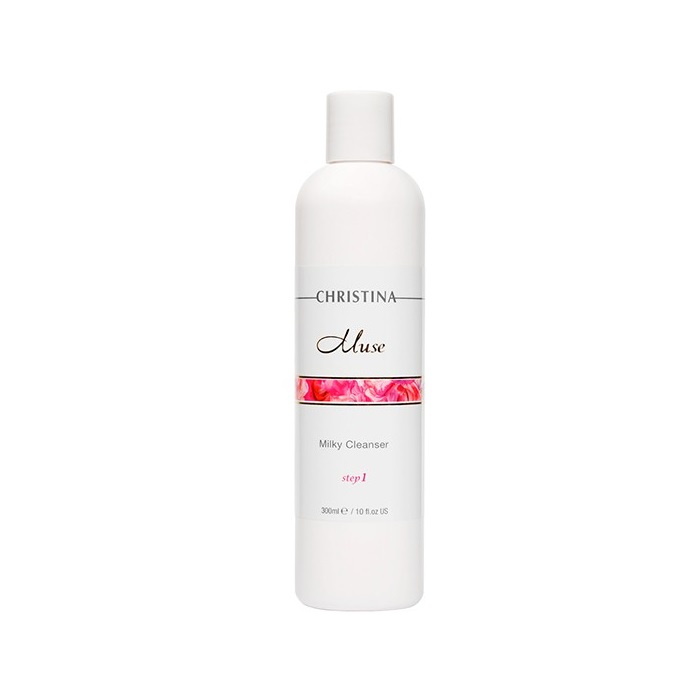 CHRISTINA
Muse
Milky Cleanser
step 1
300ml ℮ / 10 fl.oz US